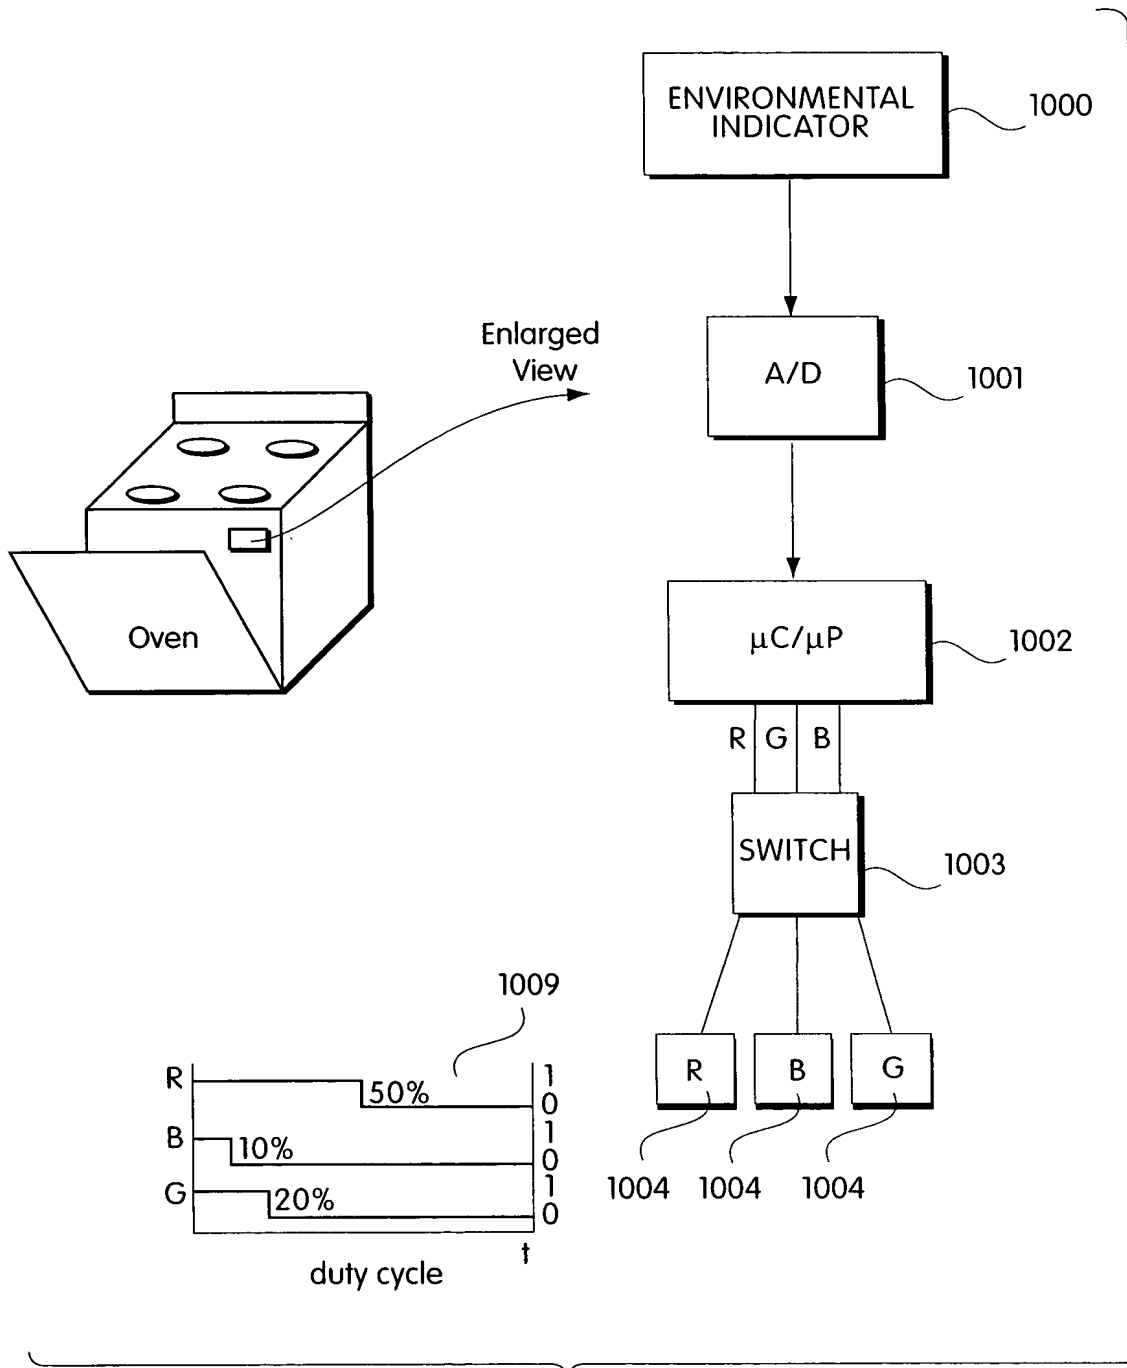 ENVIRONMENTAL
INDICATOR
1000
Enlarged
View
A/D
1001
Oven
µC/µP
1002
R G B
SWITCH
1003
1009
R 50% 1
0
B 10% 1
0
G 20% 1
0
t
duty cycle
R B G
1004 1004 1004